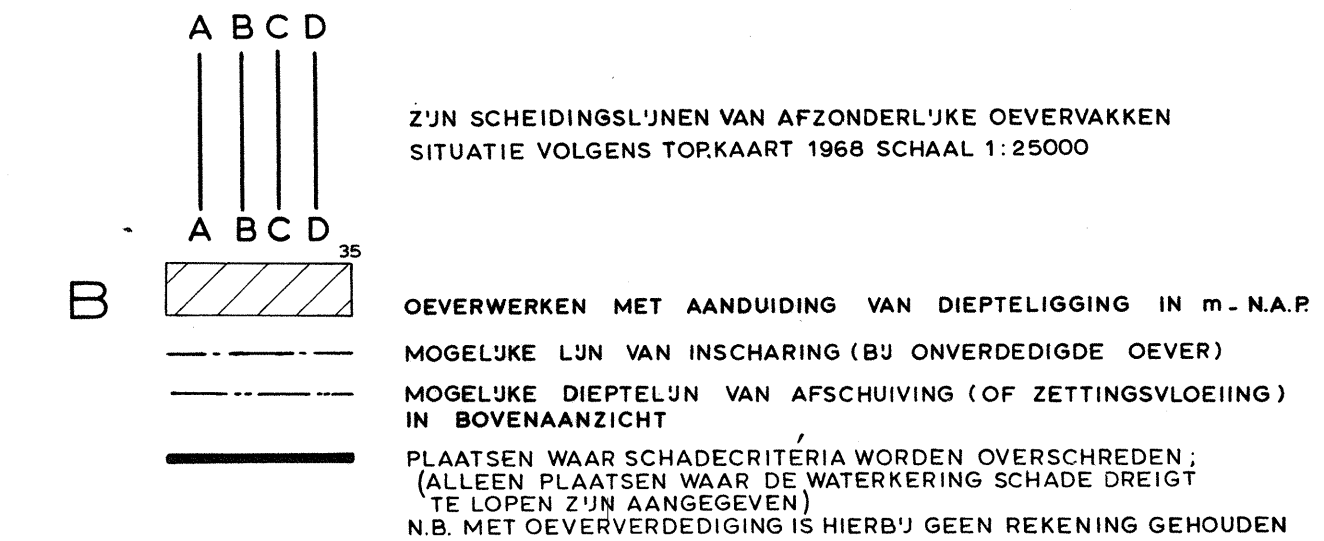 A B C D
ZIJN SCHEIDINGSLIJNEN VAN AFZONDERLIJKE OEVERVAKKEN
SITUATIE VOLGENS TOP.KAART 1968 SCHAAL 1:25000
A B C D
35
B
OEVERWERKEN MET AANDUIDING VAN DIEPTELIGGING IN m - N.A.P.
MOGELIJKE LIJN VAN INSCHARING (BIJ ONVERDEDIGDE OEVER)
MOGELIJKE DIEPTELIJN VAN AFSCHUIVING (OF ZETTINGSVLOEIING)
IN BOVENAANZICHT
PLAATSEN WAAR SCHADECRITERIA WORDEN OVERSCHREDEN;
(ALLEEN PLAATSEN WAAR DE WATERKERING SCHADE DREIGT
TE LOPEN ZIJN AANGEGEVEN)
N.B. MET OEVERVERDEDIGING IS HIERBIJ GEEN REKENING GEHOUDEN